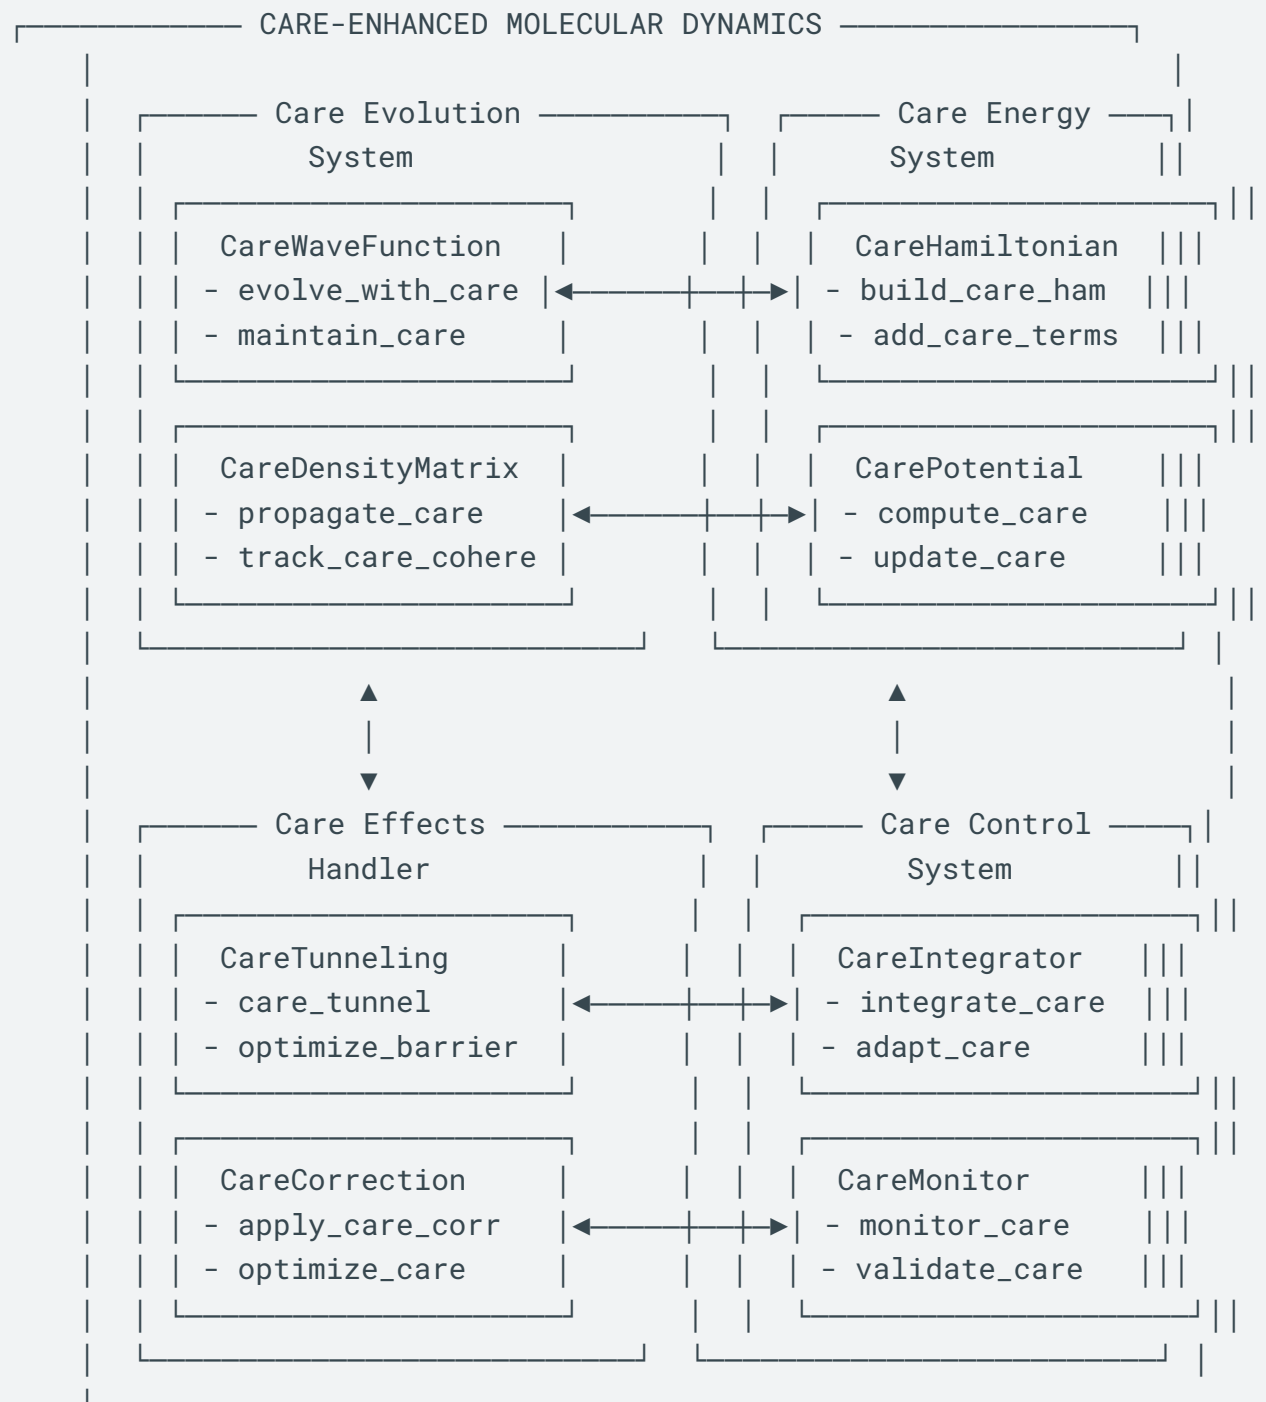 CARE-ENHANCED MOLECULAR DYNAMICS
Care Evolution Care Energy
System System
CareWaveFunction CareHamiltonian
- evolve_with_care - build_care_ham
- maintain_care - add_care_terms
CareDensityMatrix CarePotential
- propagate_care - compute_care
- track_care_cohere - update_care
Care Effects Care Control
Handler System
CareTunneling CareIntegrator
- care_tunnel - integrate_care
- optimize_barrier - adapt_care
CareCorrection CareMonitor
- apply_care_corr - monitor_care
- optimize_care - validate_care